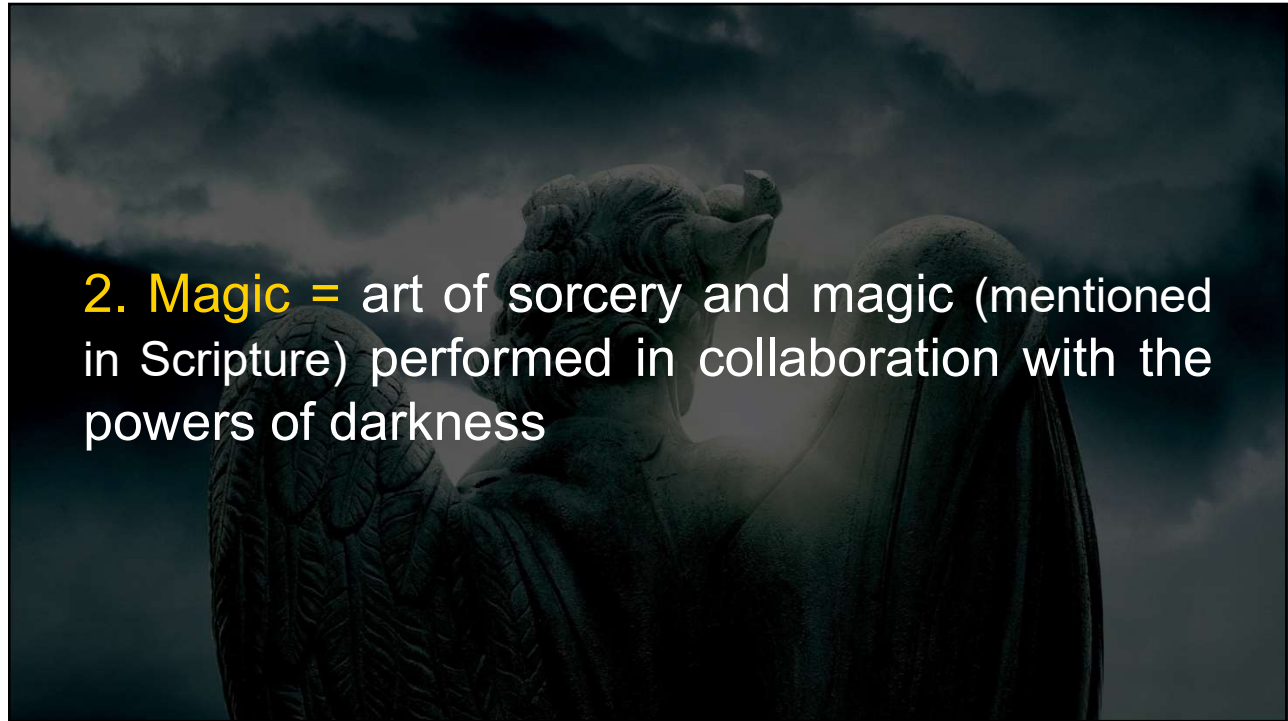 2. Magic = art of sorcery and magic (mentioned
in Scripture) performed in collaboration with the
powers of darkness